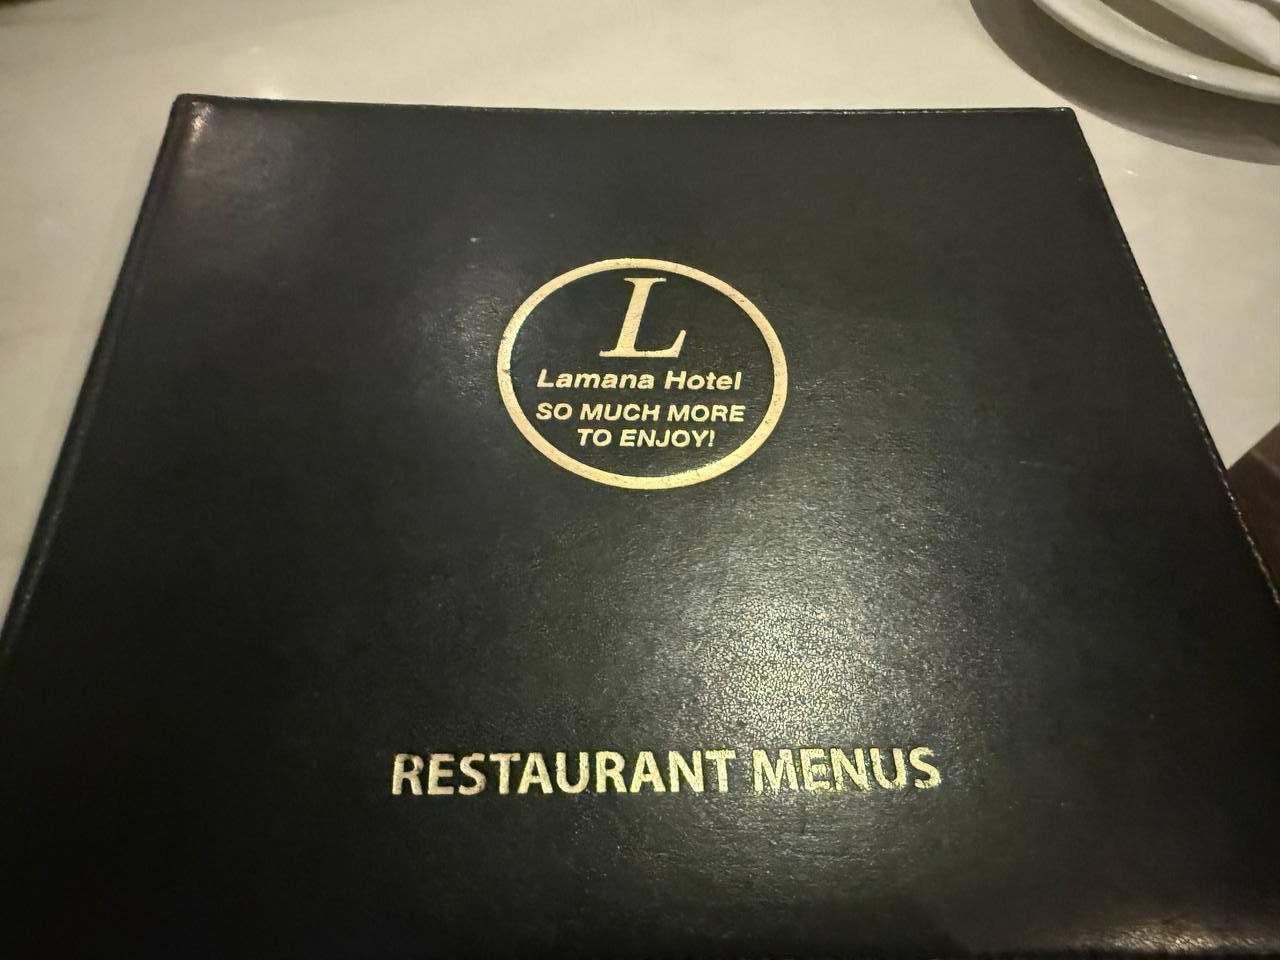 L
Lamana Hotel
SO MUCH MORE
TO ENJOY!
RESTAURANT MENUS